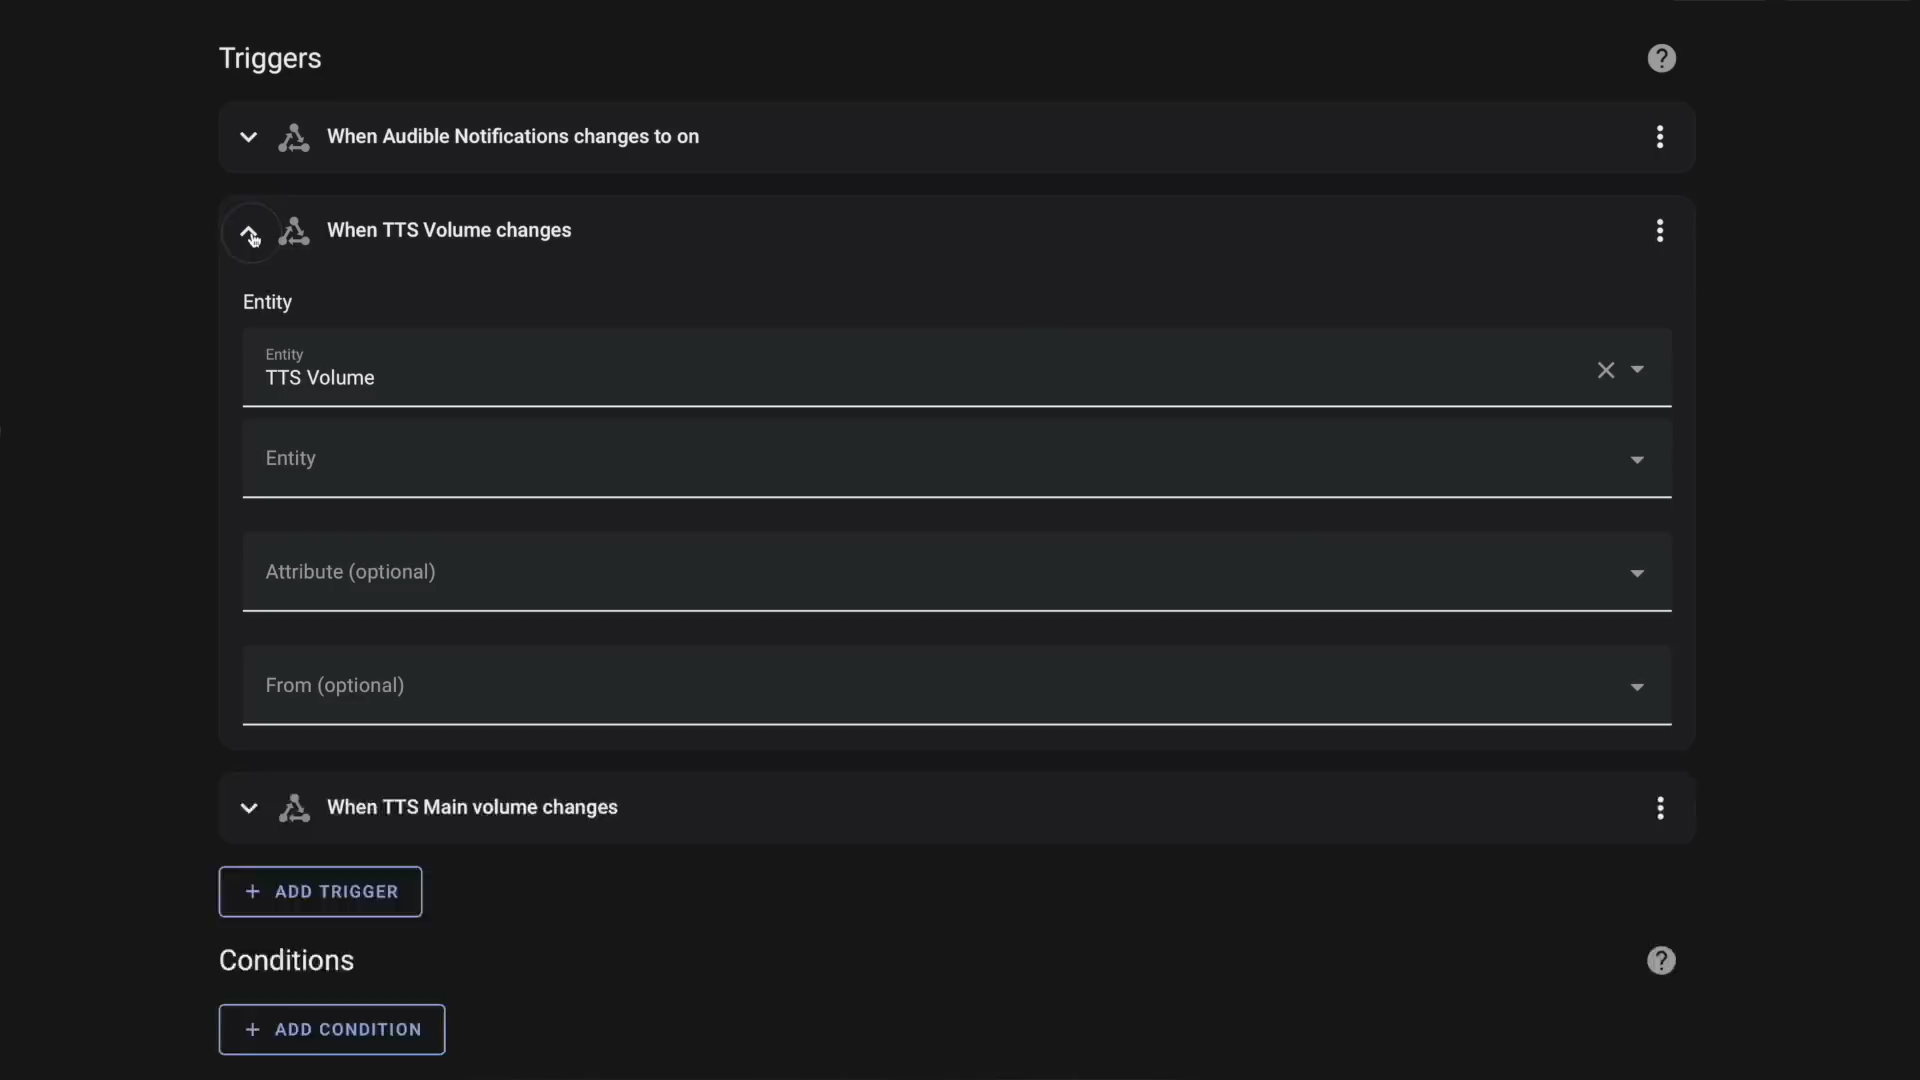 Triggers
?
When Audible Notifications changes to on
When TTS Volume changes
Entity
Entity
TTS Volume
Entity
Attribute (optional)
From (optional)
When TTS Main volume changes
+ ADD TRIGGER
Conditions
?
+ ADD CONDITION